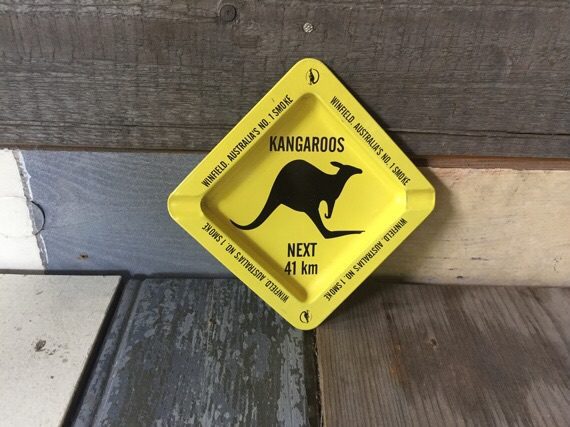 WINFIELD. AUSTRALIA'S NO. 1 SMOKE
WINFIELD. AUSTRALIA'S NO. 1 SMOKE
KANGAROOS
NEXT
41 km
WINFIELD. AUSTRALIA'S NO. 1 SMOKE
WINFIELD. AUSTRALIA'S NO. 1 SMOKE